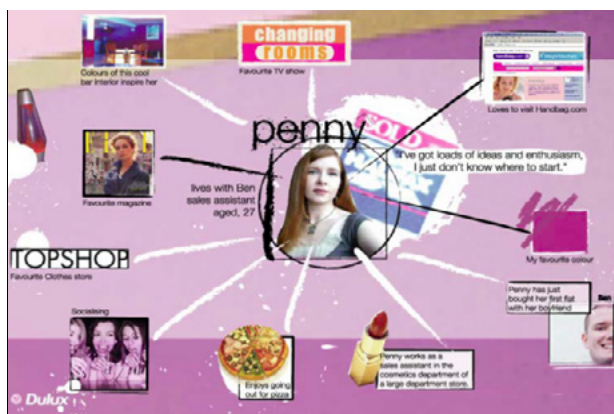 changing
rooms
Colours of this cool
bar interior inspire her
Favourite TV show
Loves to visit Handbag.com
penny
SOLD
"I've got loads of ideas and enthusiasm,
I just don't know where to start."
lives with Ben
sales assistant
aged, 27
Favourite magazine
TOPSHOP
Favourite Clothes store
My favourite colour
Socialising
Penny has just
bought her first flat
with her boyfriend
Ben
Enjoys going
out for pizza
Penny works as a
sales assistant in the
cosmetics department of
a large department store.
© Dulux